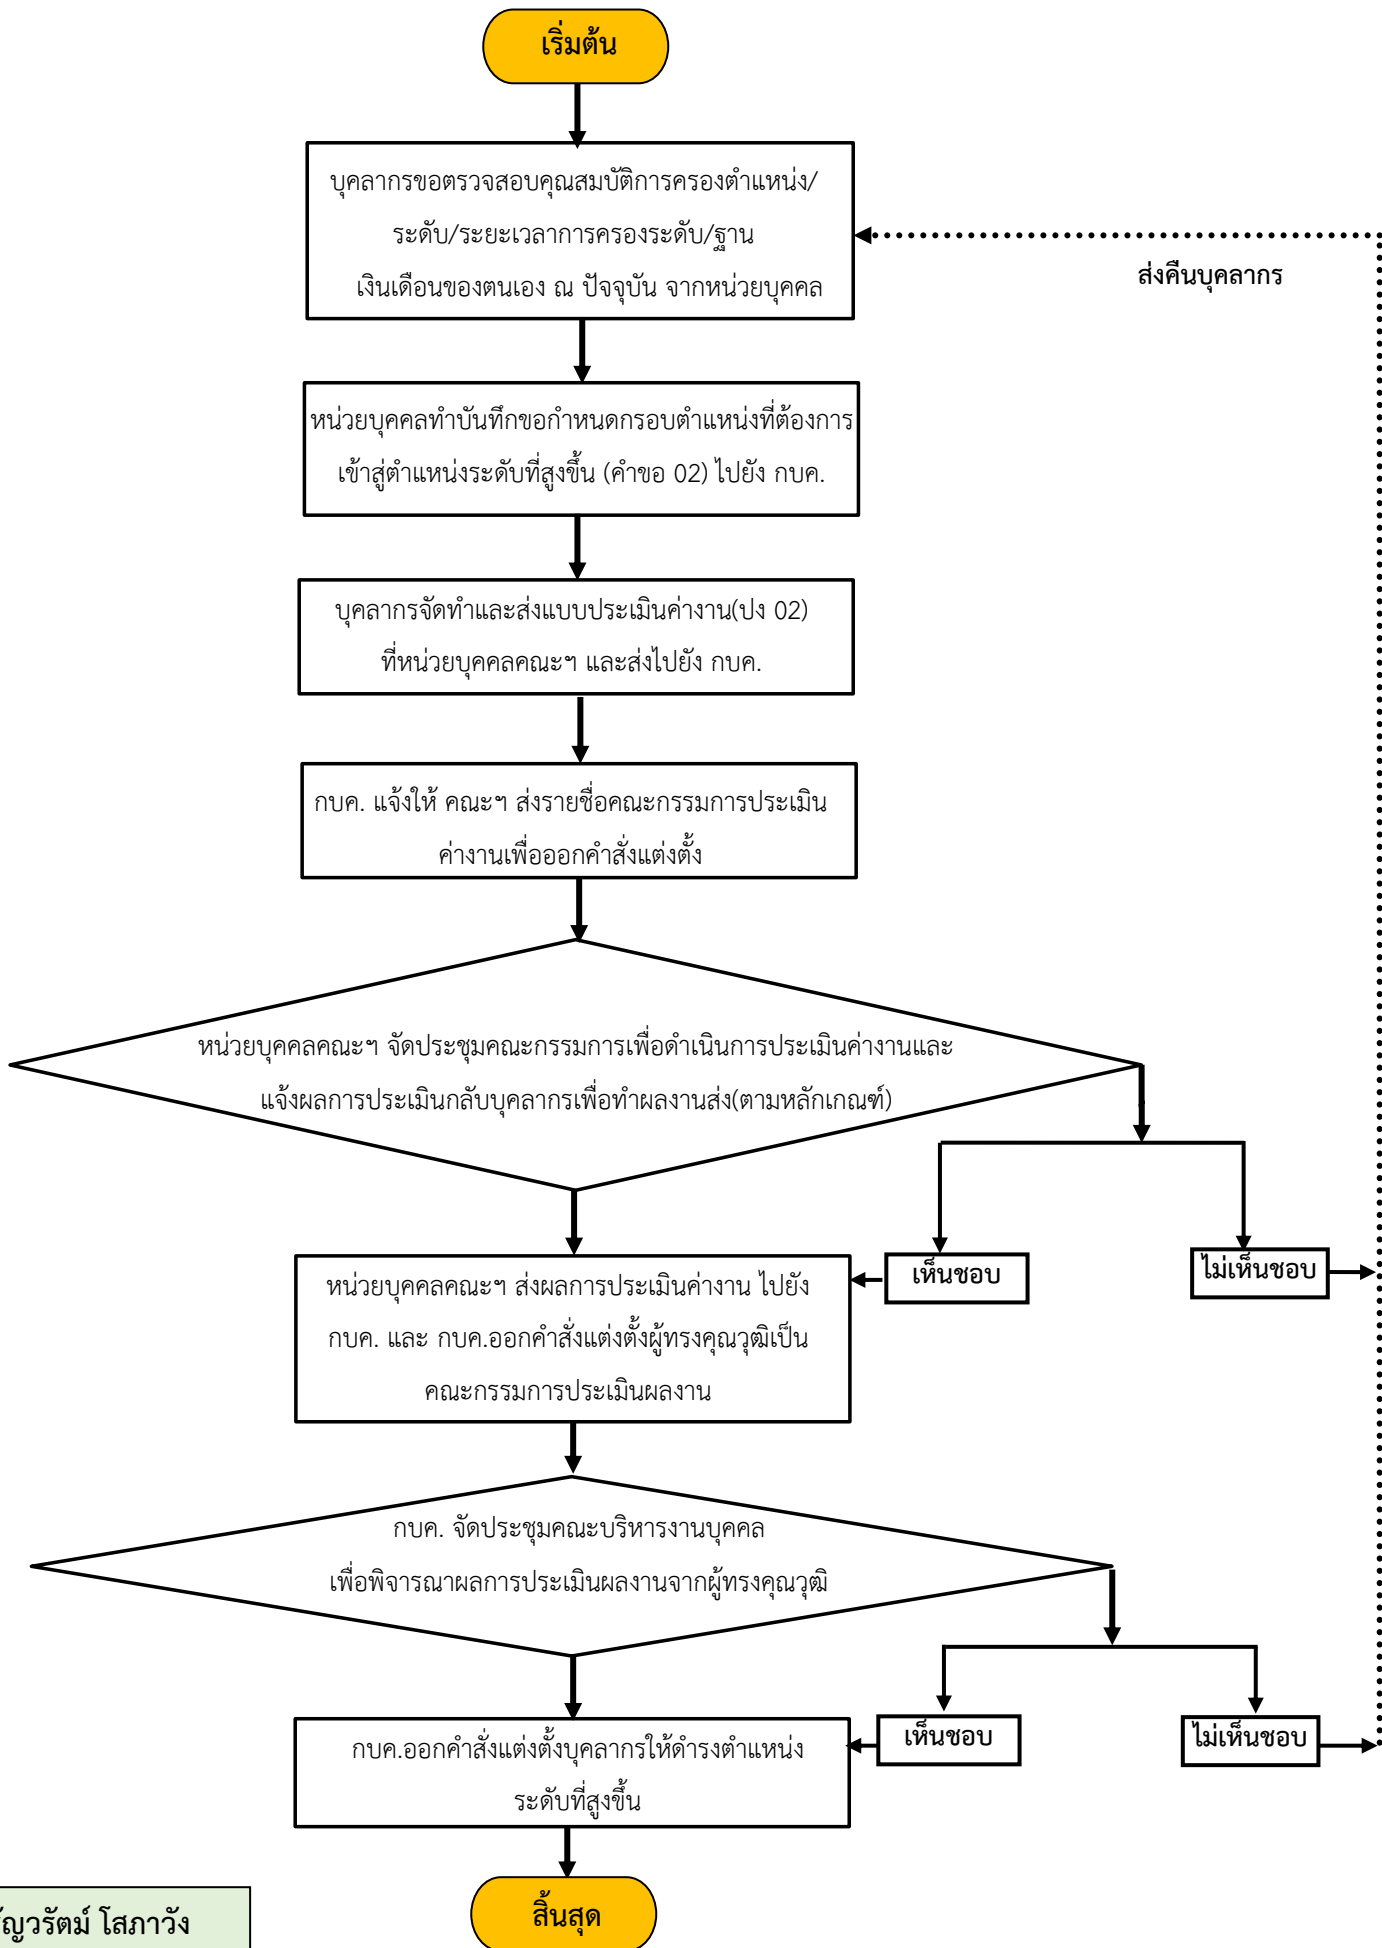 เริ่มต้น
บุคลากรขอตรวจสอบคุณสมบัติการครองตำแหน่ง/
ระดับ/ระยะเวลาการครองระดับ/ฐาน
เงินเดือนของตนเอง ณ ปัจจุบัน จากหน่วยบุคคล
ส่งคืนบุคลากร
หน่วยบุคคลทำบันทึกขอกำหนดกรอบตำแหน่งที่ต้องการ
เข้าสู่ตำแหน่งระดับที่สูงขึ้น (คำขอ 02) ไปยัง กบค.
บุคลากรจัดทำและส่งแบบประเมินค่างาน(ปง 02)
ที่หน่วยบุคคลคณะฯ และส่งไปยัง กบค.
กบค. แจ้งให้ คณะฯ ส่งรายชื่อคณะกรรมการประเมิน
ค่างานเพื่อออกคำสั่งแต่งตั้ง
หน่วยบุคคลคณะฯ จัดประชุมคณะกรรมการเพื่อดำเนินการประเมินค่างานและ
แจ้งผลการประเมินกลับบุคลากรเพื่อทำผลงานส่ง(ตามหลักเกณฑ์)
เห็นชอบ
ไม่เห็นชอบ
หน่วยบุคคลคณะฯ ส่งผลการประเมินค่างาน ไปยัง
กบค. และ กบค.ออกคำสั่งแต่งตั้งผู้ทรงคุณวุฒิเป็น
คณะกรรมการประเมินผลงาน
กบค. จัดประชุมคณะบริหารงานบุคคล
เพื่อพิจารณาผลการประเมินผลงานจากผู้ทรงคุณวุฒิ
เห็นชอบ
ไม่เห็นชอบ
กบค.ออกคำสั่งแต่งตั้งบุคลากรให้ดำรงตำแหน่ง
ระดับที่สูงขึ้น
สิ้นสุด
โสภาวัง